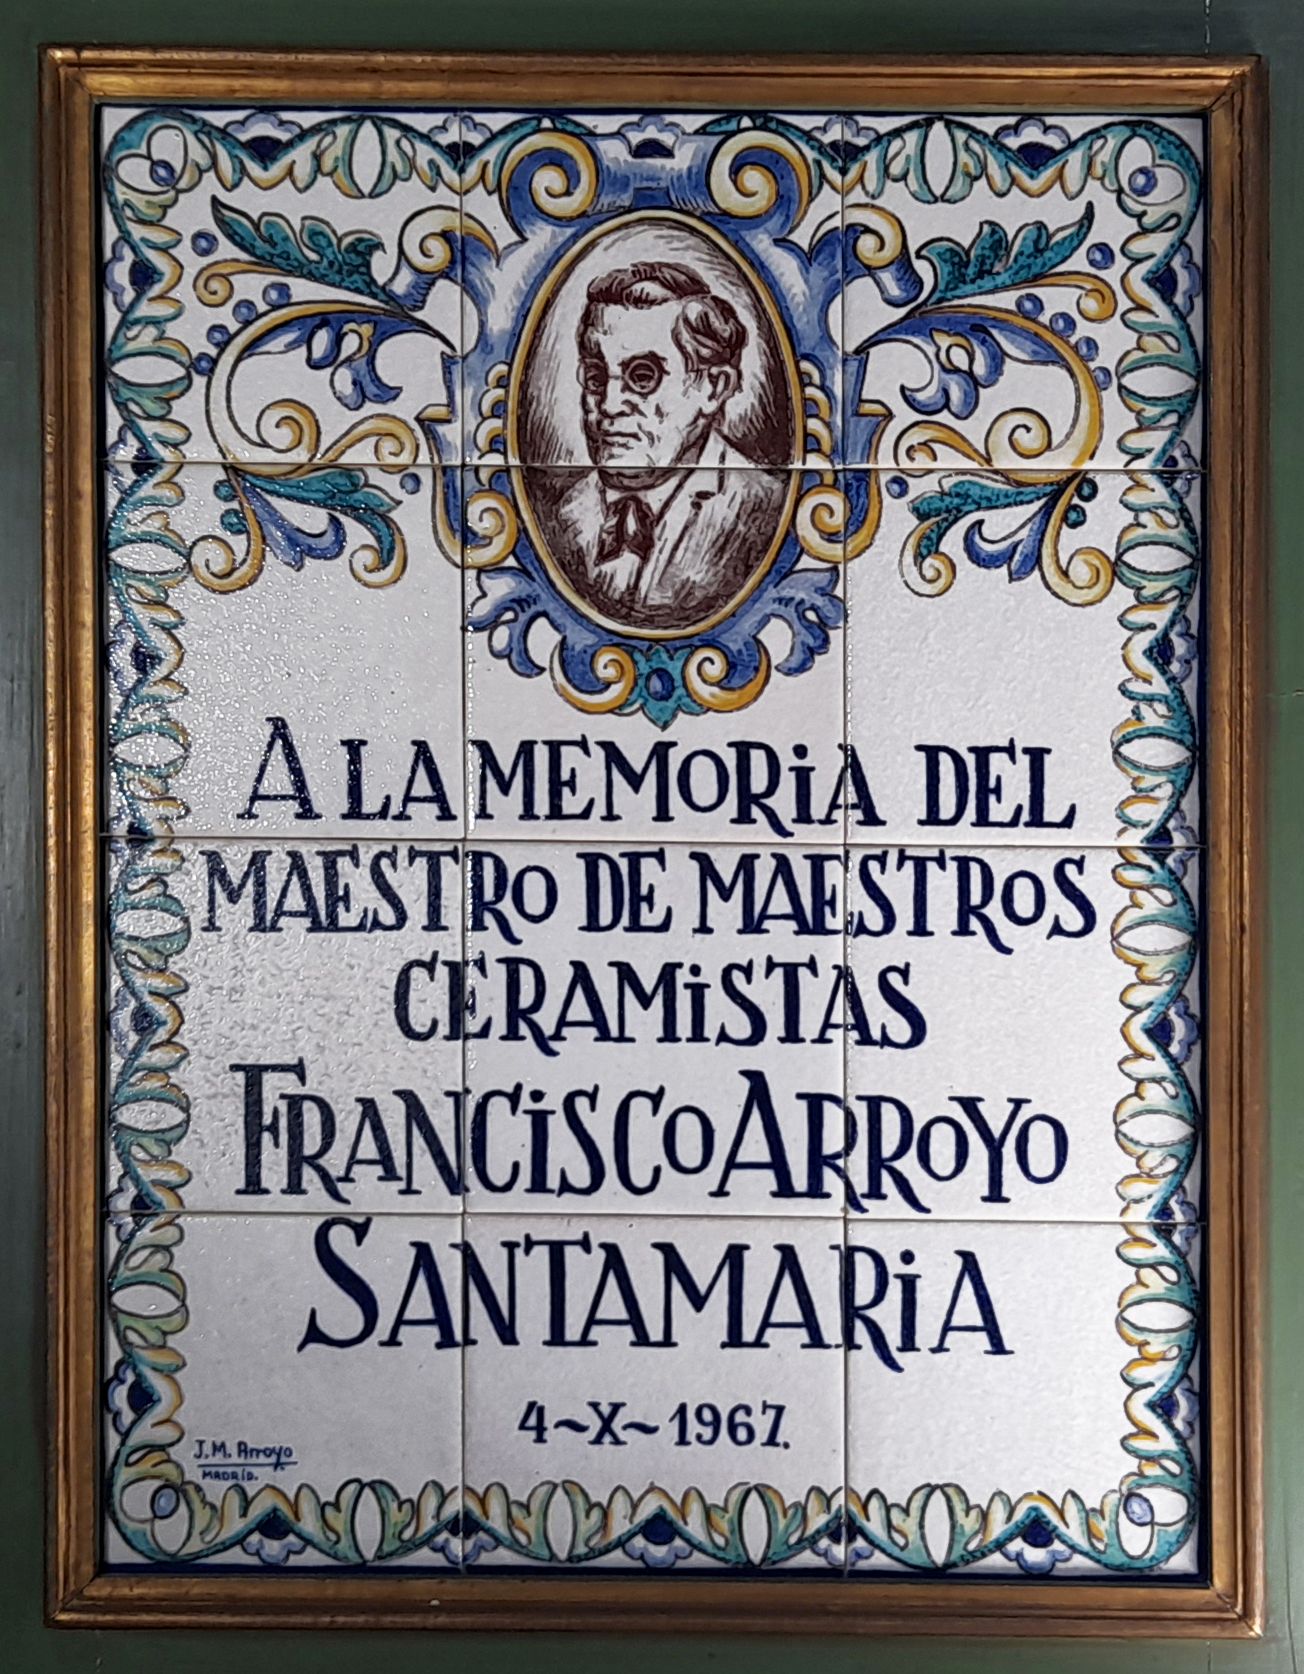 A LA MEMORiA DEL
MAESTRO DE MAESTROS
CERAMiSTAS
FRANCiSCO ARROYO
SANTAMARiA
4~X~1967.
J.M. Arroyo
MADRiD.